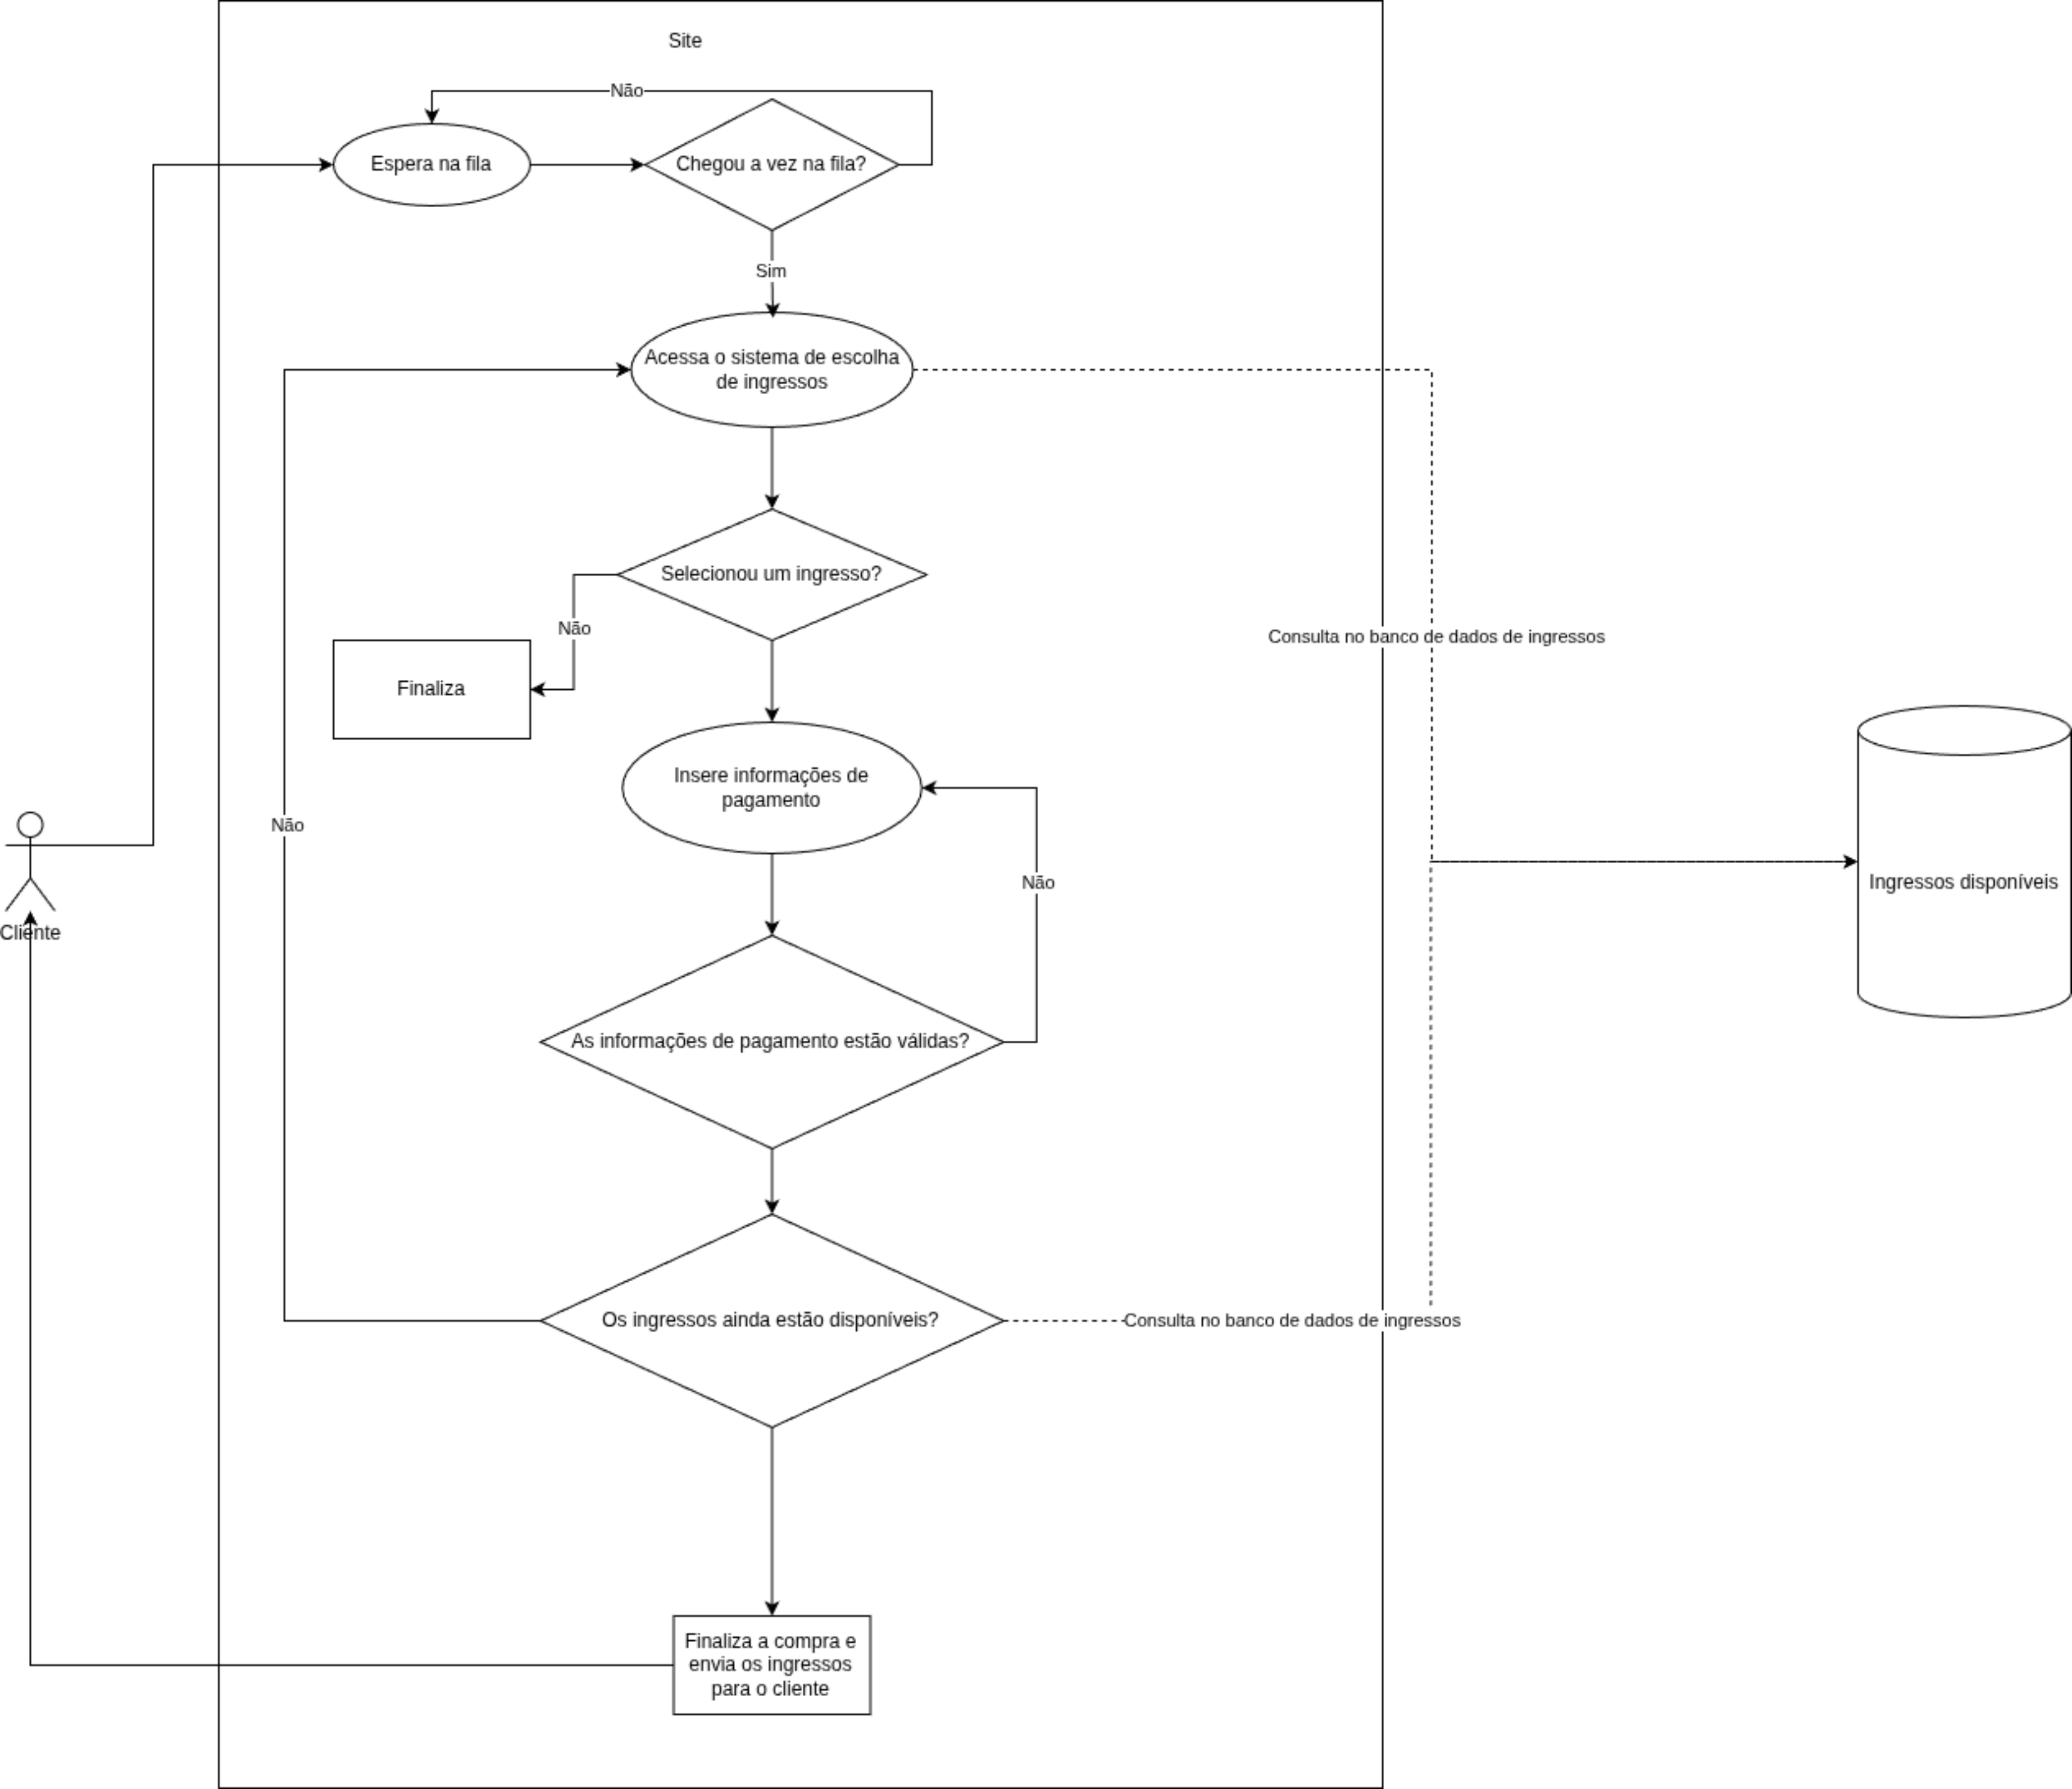 Site
Não
Espera na fila
Chegou a vez na fila?
Sim
Acessa o sistema de escolha
de ingressos
Selecionou um ingresso?
Não
Consulta no banco de dados de ingressos
Finaliza
Insere informações de
pagamento
Não
Não
Ingressos disponíveis
Cliente
As informações de pagamento estão válidas?
Os ingressos ainda estão disponíveis?
Consulta no banco de dados de ingressos
Finaliza a compra e
envia os ingressos
para o cliente